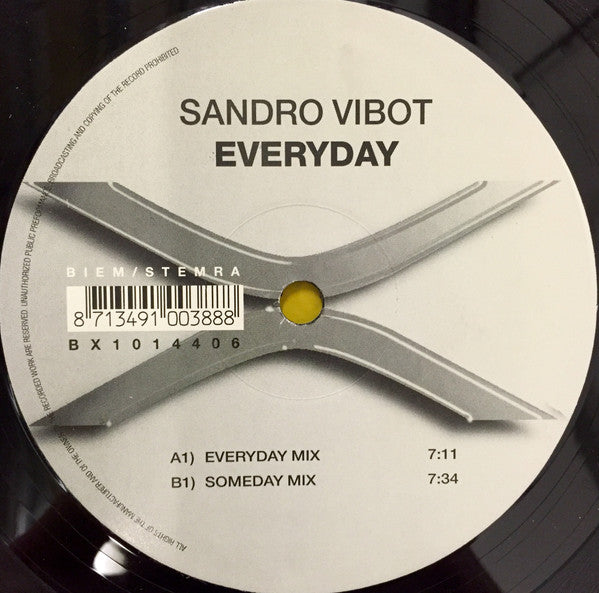 SANDRO VIBOT
EVERYDAY
BIEM/STEMRA
8 713491 003888
BX1014406
A1) EVERYDAY MIX 7:11
B1) SOMEDAY MIX 7:34
ALL RIGHTS OF THE MANUFACTURER AND OF THE OWNER OF THE RECORDED WORK ARE RESERVED. UNAUTHORIZED PUBLIC PREFORMANCE, BROADCASTING AND COPYING OF THE RECORD PROHIBITED.